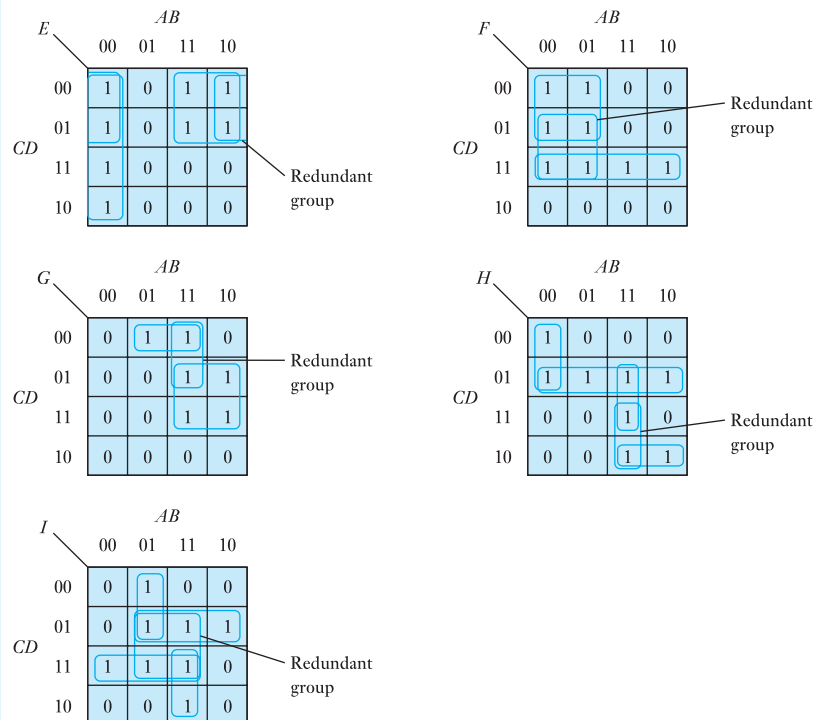 AB
E
00 01 11 10
00 1 0 1 1
01 1 0 1 1
CD
11 1 0 0 0
10 1 0 0 0
Redundant
group
AB
F
00 01 11 10
00 1 1 0 0
01 1 1 0 0
CD
11 1 1 1 1
10 0 0 0 0
Redundant
group
AB
G
00 01 11 10
00 0 1 1 0
01 0 0 1 1
CD
11 0 0 1 1
10 0 0 0 0
Redundant
group
AB
H
00 01 11 10
00 1 0 0 0
01 1 1 1 1
CD
11 0 0 1 0
10 0 0 1 1
Redundant
group
AB
I
00 01 11 10
00 0 1 0 0
01 0 1 1 1
CD
11 1 1 1 0
10 0 0 1 0
Redundant
group